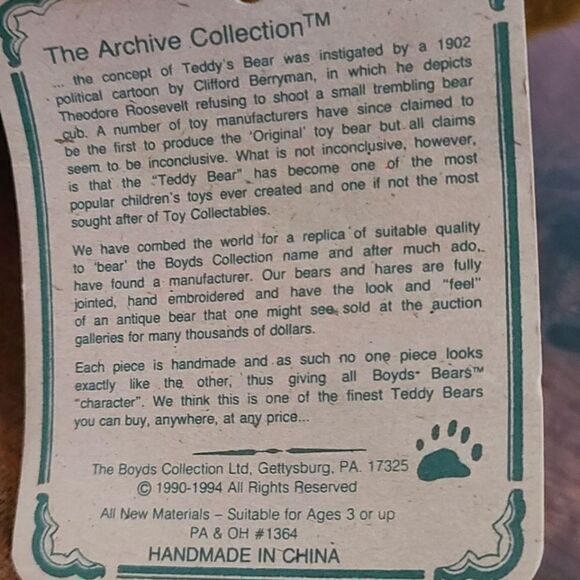 The Archive Collection™
... the concept of Teddy's Bear was instigated by a 1902
political cartoon by Clifford Berryman, in which he depicts
Theodore Roosevelt refusing to shoot a small trembling bear
cub. A number of toy manufacturers have since claimed to
be the first to produce the 'Original' toy bear but all claims
seem to be inconclusive. What is not inconclusive, however,
is that the "Teddy Bear" has become one of the most
popular children's toys ever created and one if not the most
sought after of Toy Collectables.
We have combed the world for a replica of suitable quality
to 'bear' the Boyds Collection name and after much ado,
have found a manufacturer. Our bears and hares are fully
jointed, hand embroidered and have the look and "feel"
of an antique bear that one might see sold at the auction
galleries for many thousands of dollars.
Each piece is handmade and as such no one piece looks
exactly like the other, thus giving all Boyds Bears™
"character". We think this is one of the finest Teddy Bears
you can buy, anywhere, at any price...
The Boyds Collection Ltd, Gettysburg, PA. 17325
© 1990-1994 All Rights Reserved
All New Materials – Suitable for Ages 3 or up
PA & OH #1364
HANDMADE IN CHINA